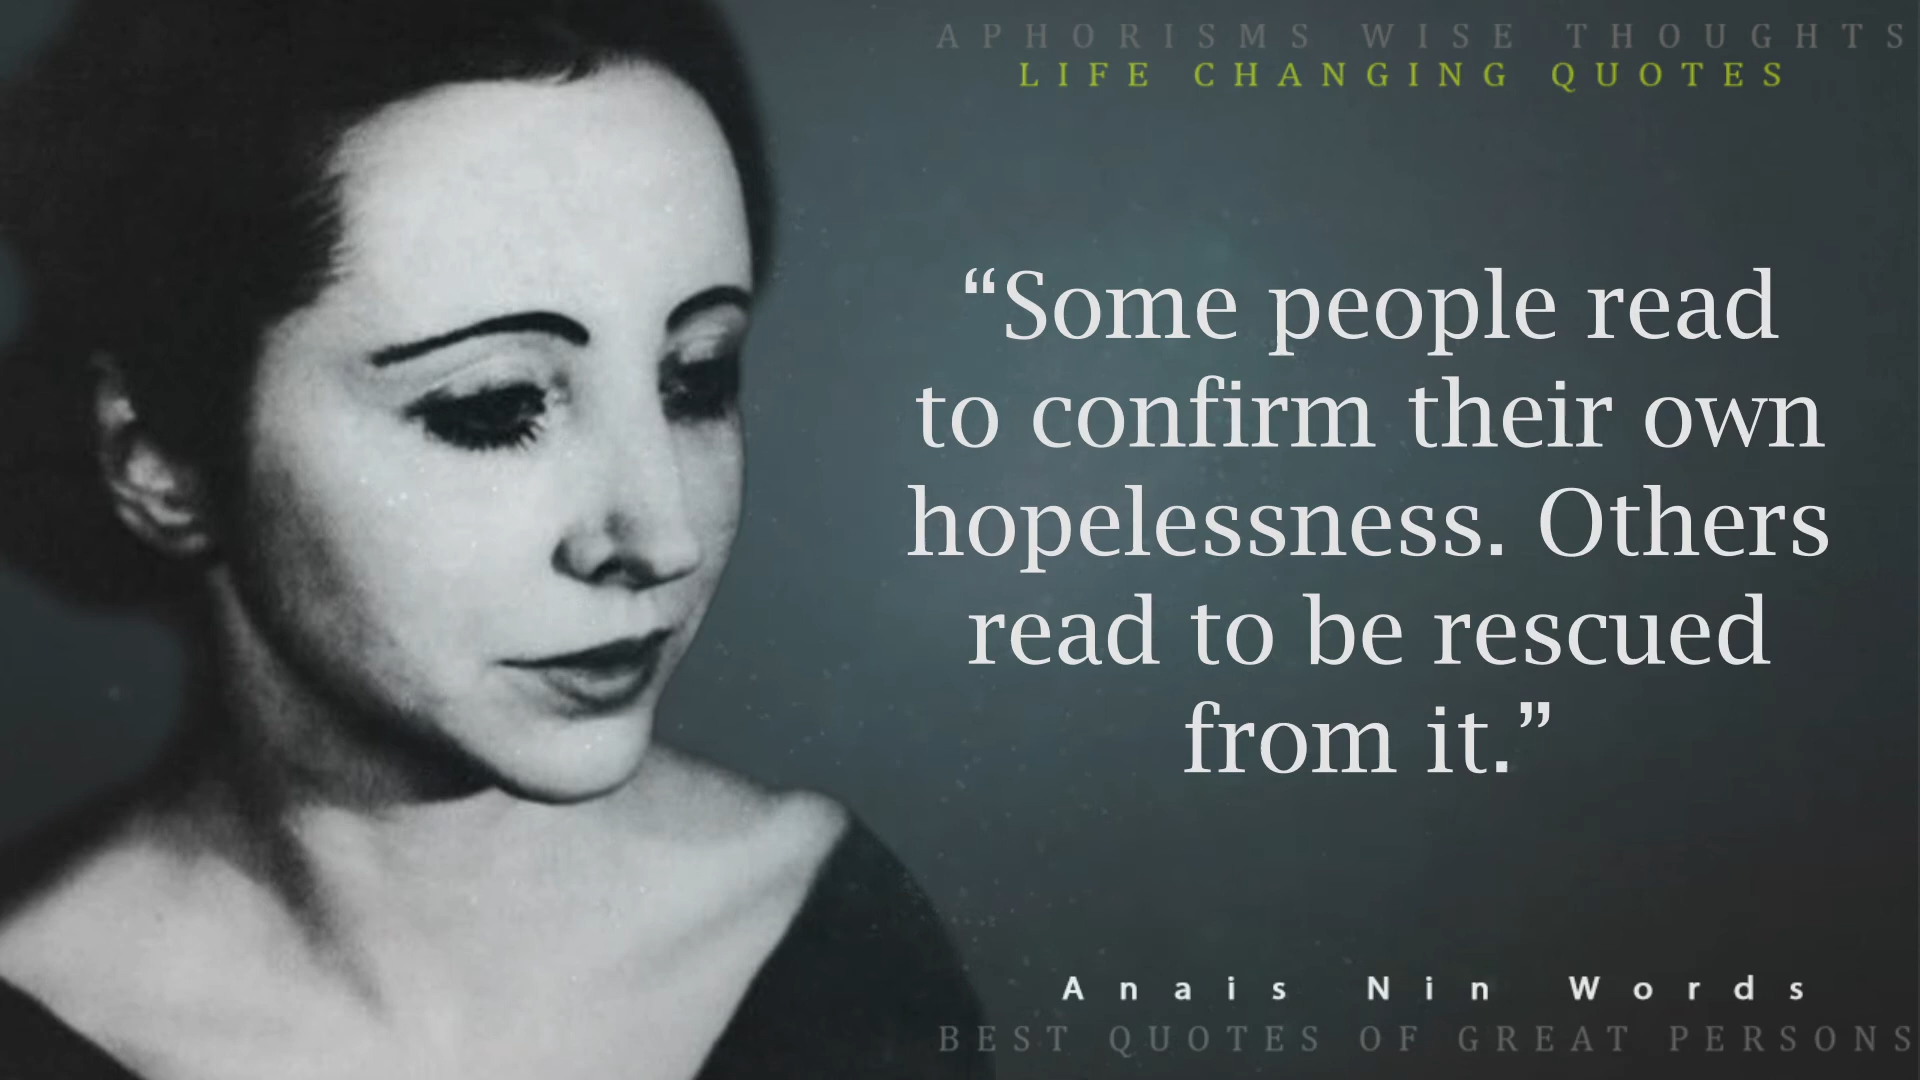 APHORISMS WISE THOUGHTS
LIFE CHANGING QUOTES
“Some people read
to confirm their own
hopelessness. Others
read to be rescued
from it.”
Anais Nin Words
BEST QUOTES OF GREAT PERSONS